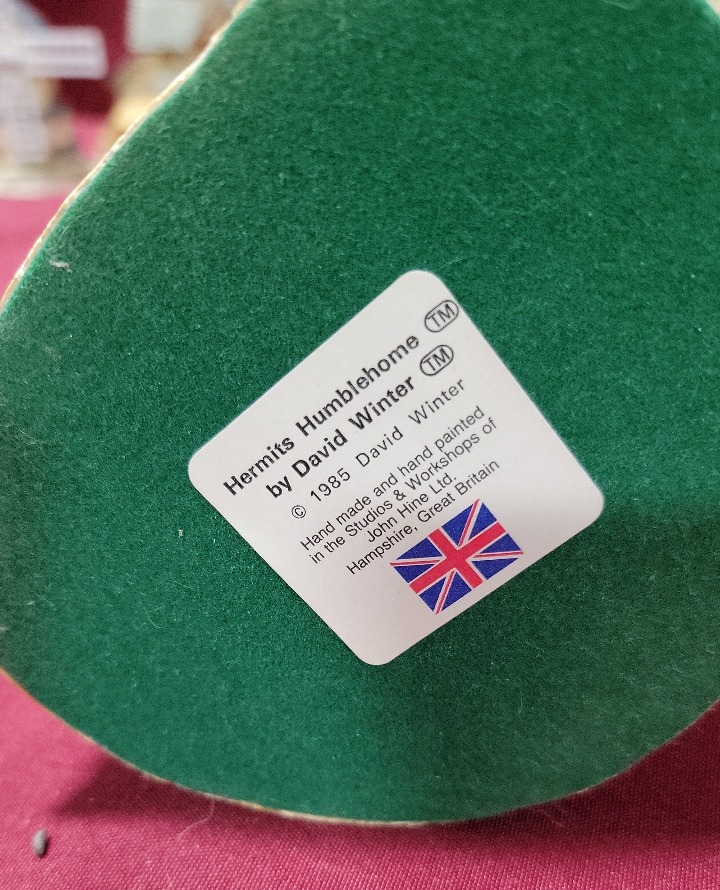 Hermits Humblehome TM
by David Winter TM
© 1985 David Winter
Hand made and hand painted
in the Studios & Workshops of
John Hine Ltd.
Hampshire, Great Britain